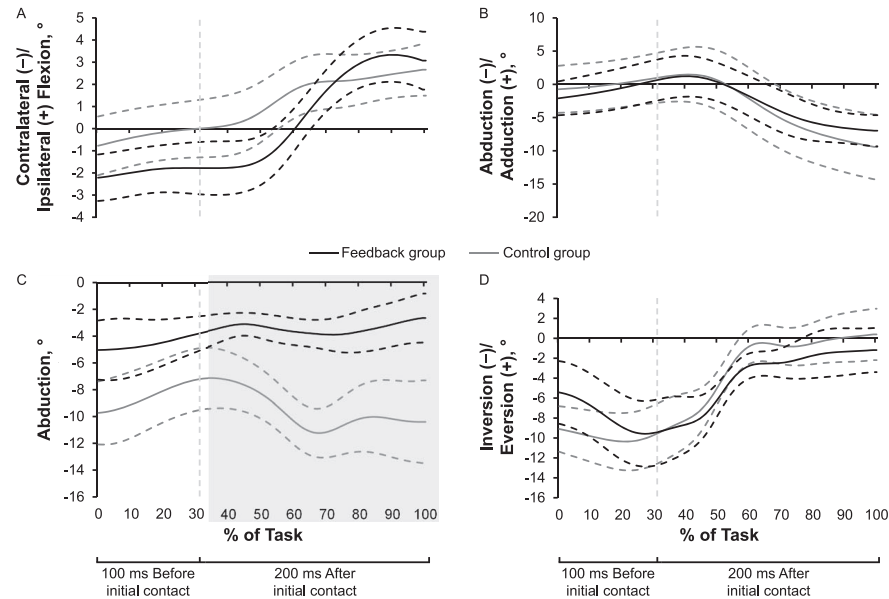 A
Contralateral (–)/
Ipsilateral (+) Flexion, °
5
4
3
2
1
0
-1
-2
-3
-4
B
Abduction (–)/
Adduction (+), °
20
15
10
5
0
-5
-10
-15
-20
Feedback group
Control group
C
Abduction, °
0
-2
-4
-6
-8
-10
-12
-14
-16
0 10 20 30 40 50 60 70 80 90 100
% of Task
100 ms Before
initial contact
200 ms After
initial contact
D
Inversion (–)/
Eversion (+), °
4
2
0
-2
-4
-6
-8
-10
-12
-14
-16
0 10 20 30 40 50 60 70 80 90 100
% of Task
100 ms Before
initial contact
200 ms After
initial contact